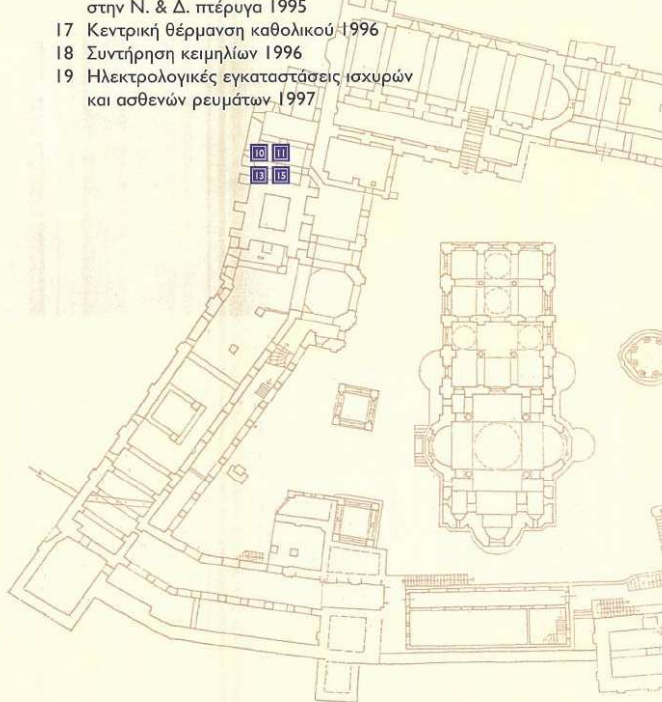 στην Ν. & Δ. πτέρυγα 1995
17 Κεντρική θέρμανση καθολικού 1996
18 Συντήρηση κειμηλίων 1996
19 Ηλεκτρολογικές εγκαταστάσεις ισχυρών
και ασθενών ρευμάτων 1997
10 11
13 15